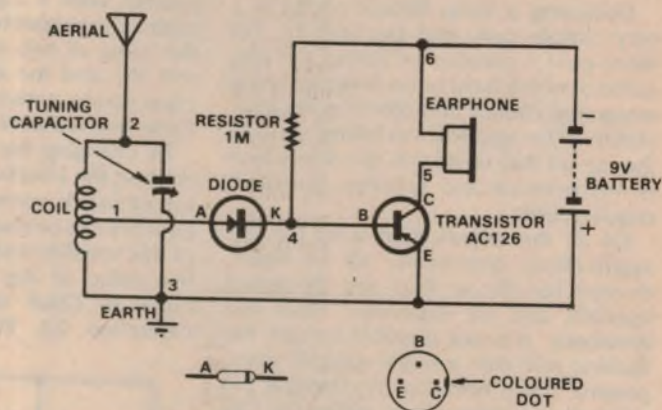 AERIAL
6
EARPHONE
2
TUNING
CAPACITOR
RESISTOR
1M
5
−
9V
BATTERY
+
DIODE
COIL
1
A
K
4
B
C
E
TRANSISTOR
AC126
3
EARTH
A
K
B
E
C
COLOURED
DOT